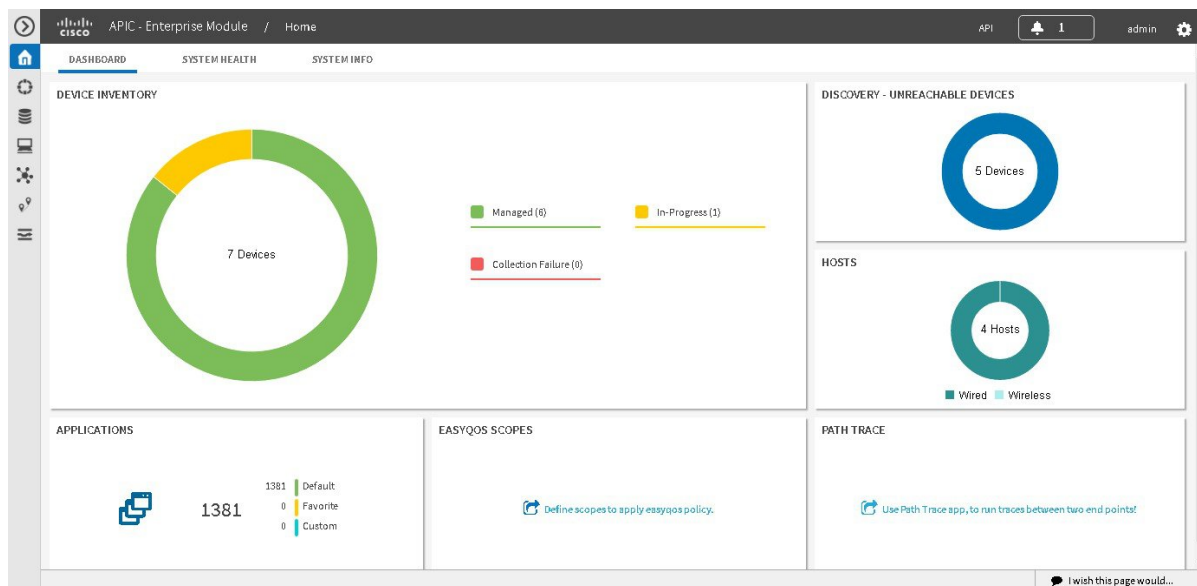 CISCO APIC - Enterprise Module / Home API 1 admin
DASHBOARD SYSTEM HEALTH SYSTEM INFO
DEVICE INVENTORY
7 Devices
Managed (6)
In-Progress (1)
Collection Failure (0)
DISCOVERY - UNREACHABLE DEVICES
5 Devices
HOSTS
4 Hosts
Wired Wireless
APPLICATIONS
1381
1381 Default
0 Favorite
0 Custom
EASYQOS SCOPES
Define scopes to apply easyqos policy.
PATH TRACE
Use Path Trace app, to run traces between two end points!
I wish this page would...